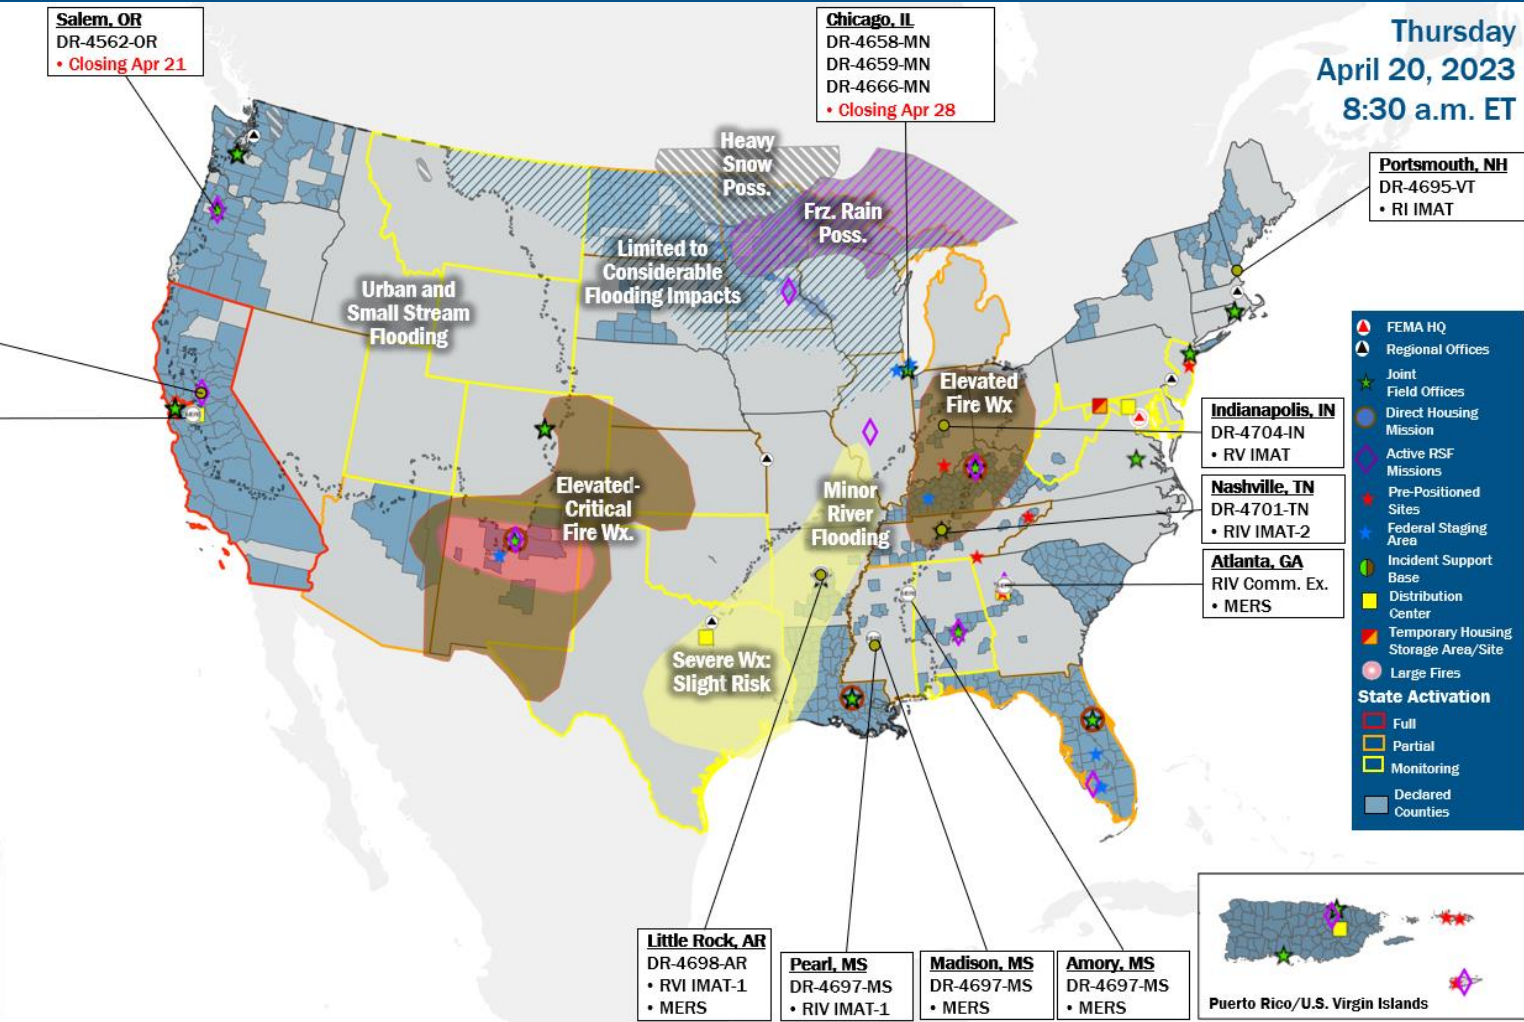 Salem, OR
DR-4562-OR
• Closing Apr 21
Chicago, IL
DR-4658-MN
DR-4659-MN
DR-4666-MN
• Closing Apr 28
Thursday
April 20, 2023
8:30 a.m. ET
Portsmouth, NH
DR-4695-VT
• RI IMAT
Heavy
Snow
Poss.
Frz. Rain
Poss.
Limited to
Considerable
Flooding Impacts
Urban and
Small Stream
Flooding
Elevated
Fire Wx
Elevated-
Critical
Fire Wx.
Minor
River
Flooding
Severe Wx:
Slight Risk
MERS
MERS
MERS
MERS
FEMA HQ
Regional Offices
Joint
Field Offices
Direct Housing
Mission
Active RSF
Missions
Pre-Positioned
Sites
Federal Staging
Area
Incident Support
Base
Distribution
Center
Temporary Housing
Storage Area/Site
Large Fires
State Activation
Full
Partial
Monitoring
Declared
Counties
Indianapolis, IN
DR-4704-IN
• RV IMAT
Nashville, TN
DR-4701-TN
• RIV IMAT-2
Atlanta, GA
RIV Comm. Ex.
• MERS
Little Rock, AR
DR-4698-AR
• RVI IMAT-1
• MERS
Pearl, MS
DR-4697-MS
• RIV IMAT-1
Madison, MS
DR-4697-MS
• MERS
Amory, MS
DR-4697-MS
• MERS
Puerto Rico/U.S. Virgin Islands